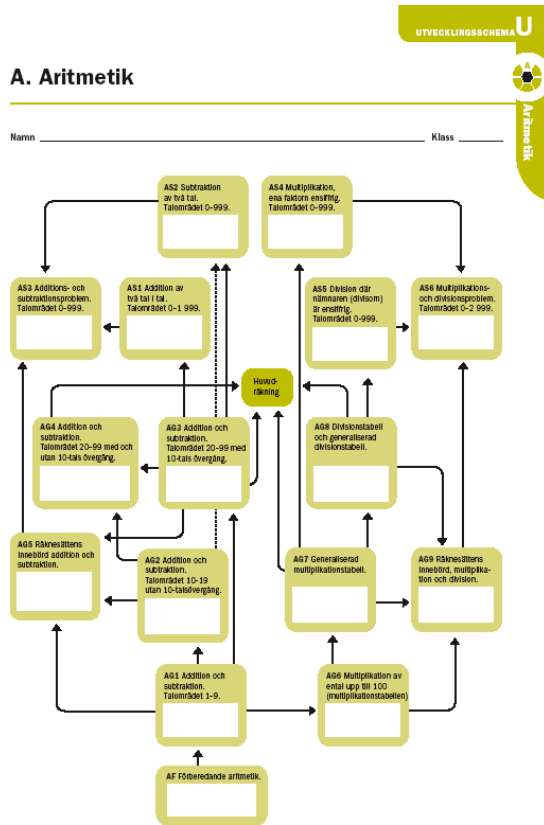 UTVECKLINGSSCHEMA U
A
Aritmetik
A. Aritmetik
Namn
Klass
AS2 Subtraktion
av två tal.
Talområdet 0–999.
AS4 Multiplikation,
ena faktorn ensiffrig.
Talområdet 0–999.
AS3 Additions- och
subtraktionsproblem.
Talområdet 0–999.
AS1 Addition av
två tal i tal.
Talområdet 0–1 999.
AS5 Division där
nämnaren (divisorn)
är ensiffrig.
Talområdet 0-999.
AS6 Multiplikations-
och divisionsproblem.
Talområdet 0–2 999.
Huvud-
räkning
AG4 Addition och
subtraktion.
Talområdet 20–99 med och
utan 10-tals övergång.
AG3 Addition och
subtraktion.
Talområdet 20–99 med
10-tals övergång.
AG8 Divisionstabell
och generaliserad
divisionstabell.
AG5 Räknesättens
innebörd addition och
subtraktion.
AG2 Addition och
subtraktion.
Talområdet 10-19
utan 10-talsövergång.
AG7 Generaliserad
multiplikationstabell.
AG9 Räknesättens
innebörd, multiplika-
tion och division.
AG1 Addition och
subtraktion.
Talområdet 1–9.
AG6 Multiplikation av
ental upp till 100
(multiplikationstabellen)
AF Förberedande aritmetik.